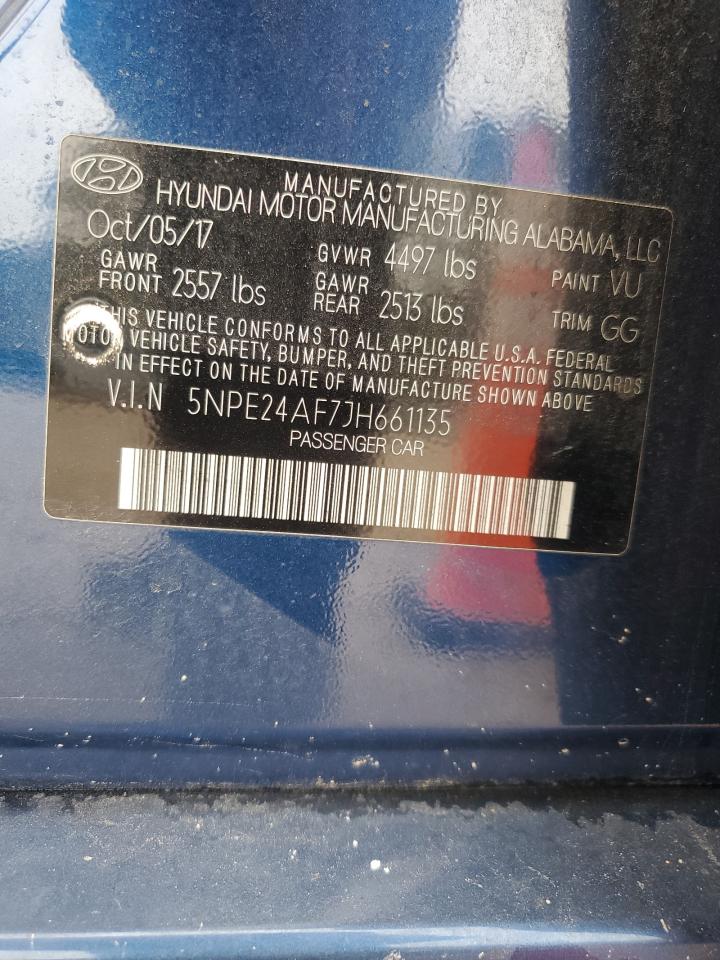 MANUFACTURED BY
HYUNDAI MOTOR MANUFACTURING ALABAMA, LLC
Oct/05/17 GVWR 4497 lbs PAINT VU
GAWR FRONT 2557 lbs GAWR REAR 2513 lbs TRIM GG
THIS VEHICLE CONFORMS TO ALL APPLICABLE U.S.A. FEDERAL
MOTOR VEHICLE SAFETY, BUMPER, AND THEFT PREVENTION STANDARDS
IN EFFECT ON THE DATE OF MANUFACTURE SHOWN ABOVE
V.I.N 5NPE24AF7JH661135
PASSENGER CAR